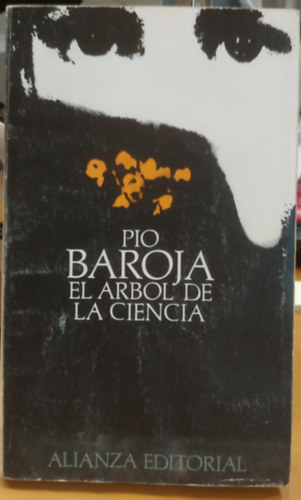 PIO
BAROJA
EL ARBOL DE
LA CIENCIA
ALIANZA EDITORIAL